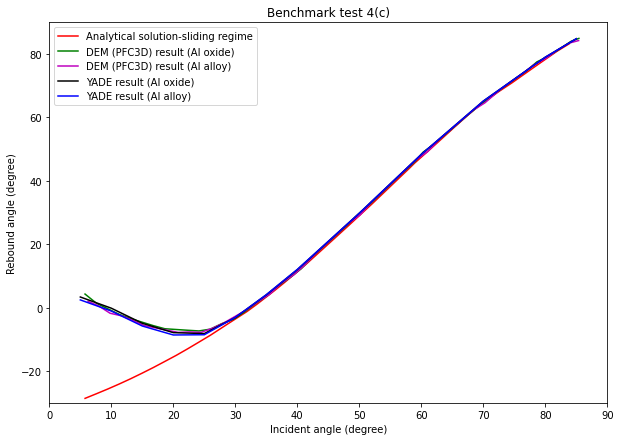 Benchmark test 4(c)
Analytical solution-sliding regime
DEM (PFC3D) result (Al oxide)
DEM (PFC3D) result (Al alloy)
YADE result (Al oxide)
YADE result (Al alloy)
80
60
40
20
0
−20
Rebound angle (degree)
0 10 20 30 40 50 60 70 80 90
Incident angle (degree)